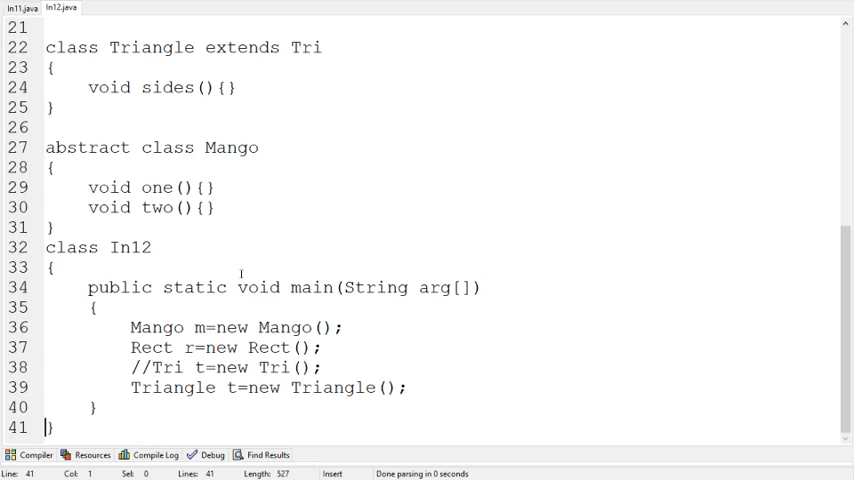 In11.java In12.java
21
22 class Triangle extends Tri
23 {
24     void sides(){}
25 }
26
27 abstract class Mango
28 {
29     void one(){}
30     void two(){}
31 }
32 class In12
33 {
34     public static void main(String arg[])
35     {
36         Mango m=new Mango();
37         Rect r=new Rect();
38         //Tri t=new Tri();
39         Triangle t=new Triangle();
40     }
41 }
Compiler Resources Compile Log Debug Find Results
Line: 41 Col: 1 Sel: 0 Lines: 41 Length: 527 Insert Done parsing in 0 seconds